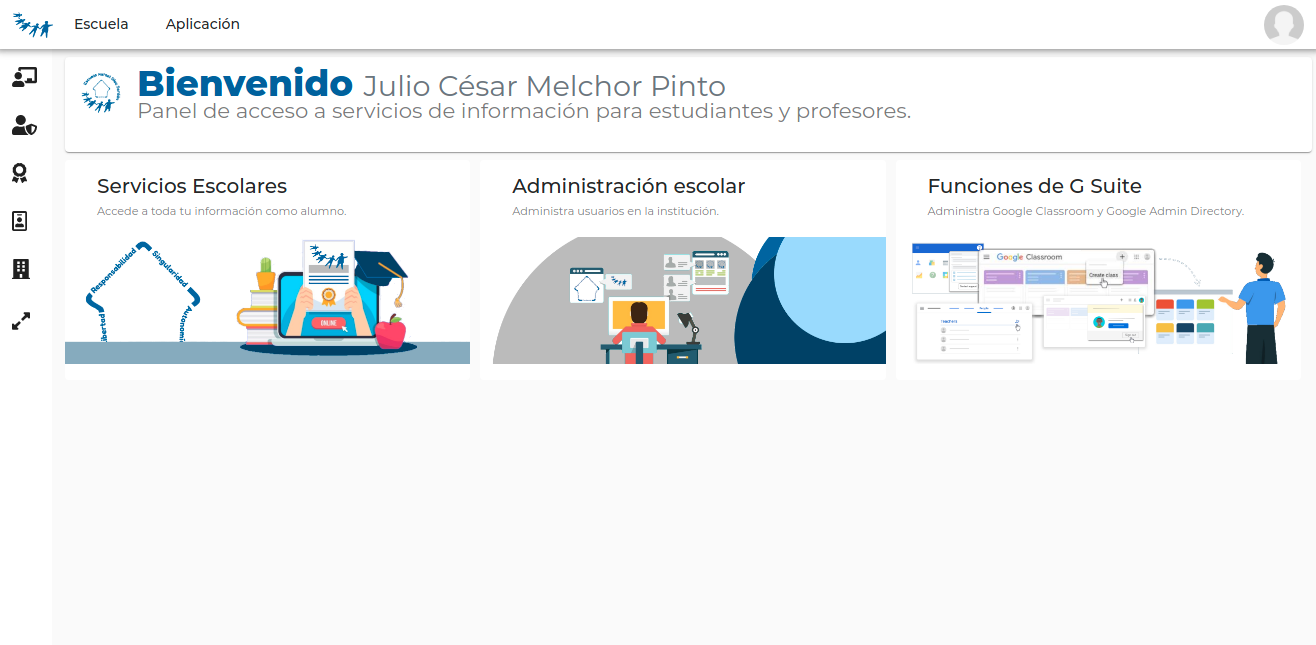 Escuela
Aplicación
Bienvenido Julio César Melchor Pinto
Panel de acceso a servicios de información para estudiantes y profesores.
Servicios Escolares
Accede a toda tu información como alumno.
Responsabilidad
Singularidad
Libertad
Autonomí
ONLINE
Administración escolar
Administra usuarios en la institución.
Funciones de G Suite
Administra Google Classroom y Google Admin Directory.
Google Classroom
Create class
Teachers